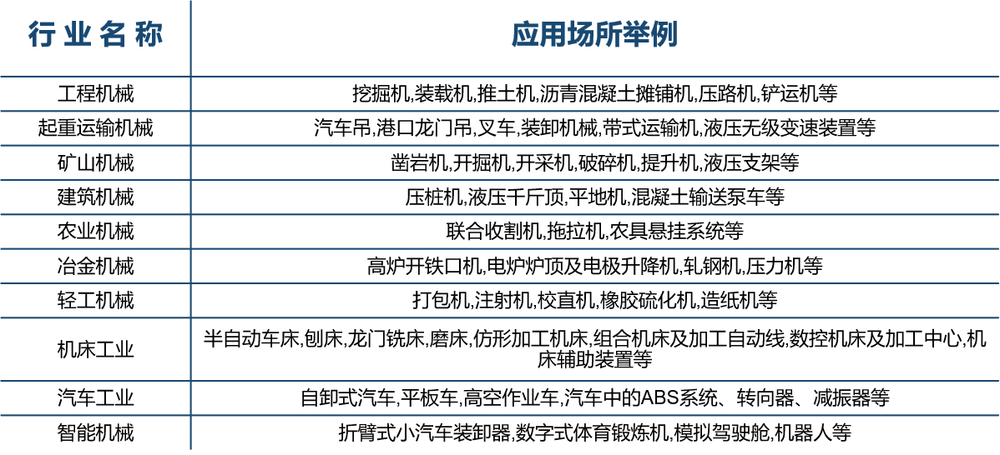 行业名称 应用场所举例
工程机械 挖掘机,装载机,推土机,沥青混凝土摊铺机,压路机,铲运机等
起重运输机械 汽车吊,港口龙门吊,叉车,装卸机械,带式运输机,液压无级变速装置等
矿山机械 凿岩机,开掘机,开采机,破碎机,提升机,液压支架等
建筑机械 压桩机,液压千斤顶,平地机,混凝土输送泵车等
农业机械 联合收割机,拖拉机,农具悬挂系统等
冶金机械 高炉开铁口机,电炉炉顶及电极升降机,轧钢机,压力机等
轻工机械 打包机,注射机,校直机,橡胶硫化机,造纸机等
机床工业 半自动车床,刨床,龙门铣床,磨床,仿形加工机床,组合机床及加工自动线,数控机床及加工中心,机
床辅助装置等
汽车工业 自卸式汽车,平板车,高空作业车,汽车中的ABS系统、转向器、减振器等
智能机械 折臂式小汽车装卸器,数字式体育锻炼机,模拟驾驶舱,机器人等